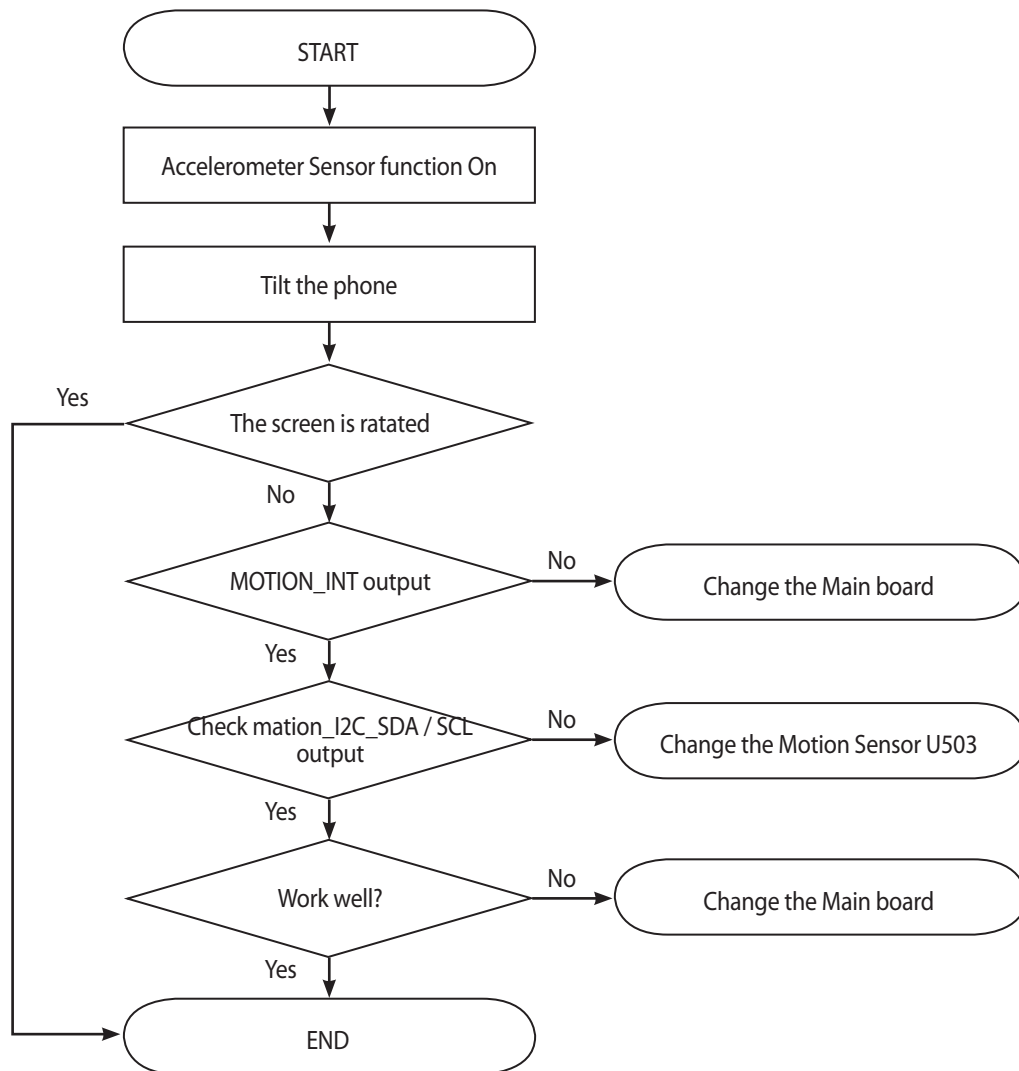 START
Accelerometer Sensor function On
Tilt the phone
Yes
The screen is ratated
No
MOTION_INT output
No
Change the Main board
Yes
Check mation_I2C_SDA / SCL
output
No
Change the Motion Sensor U503
Yes
Work well?
No
Change the Main board
Yes
END